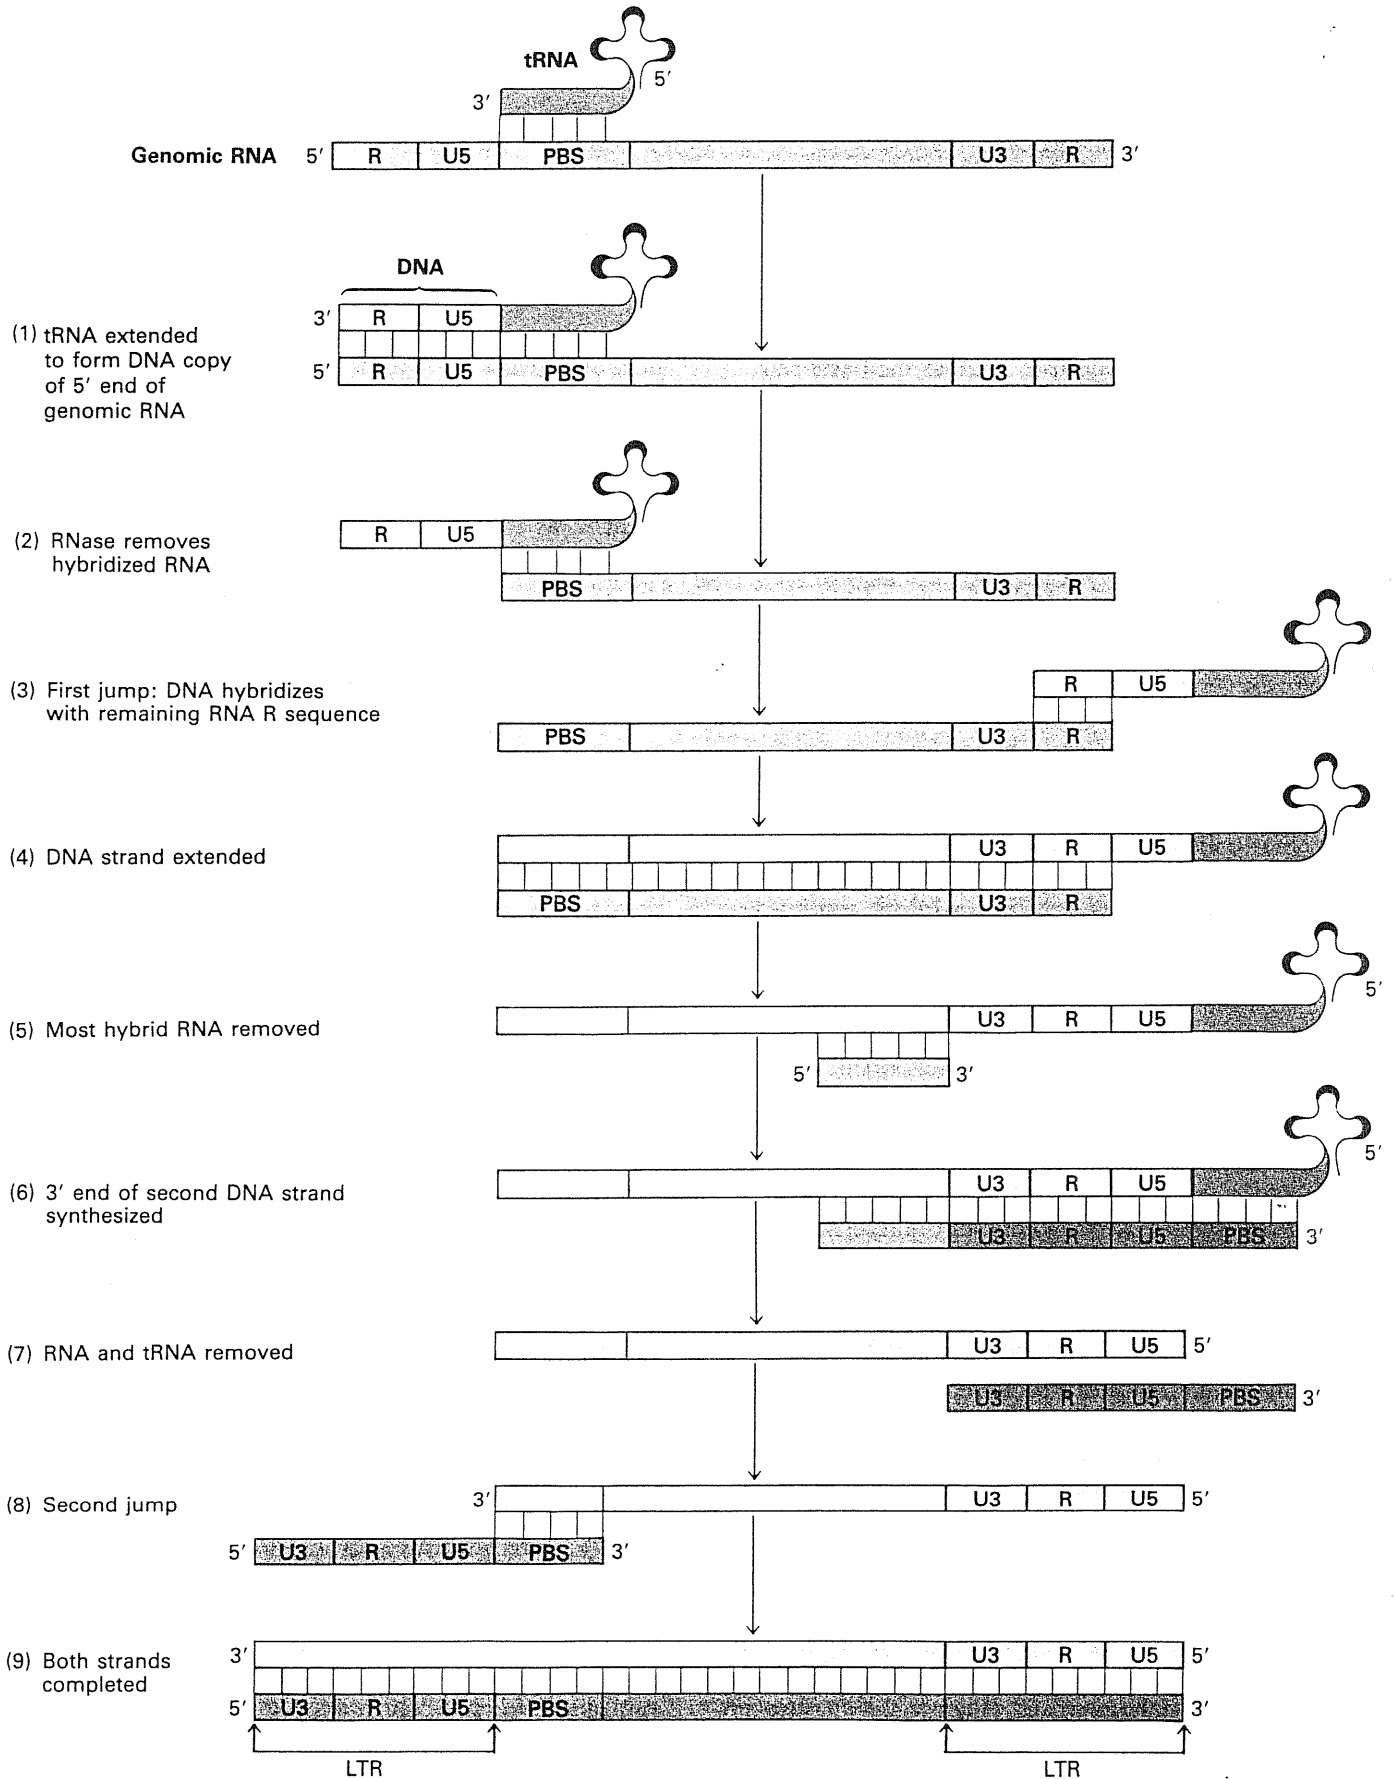 tRNA
5′
3′
Genomic RNA 5′ R U5 PBS U3 R 3′
DNA
3′ R U5
(1) tRNA extended
to form DNA copy
of 5′ end of
genomic RNA
5′ R U5 PBS U3 R
R U5
(2) RNase removes
hybridized RNA
PBS U3 R
(3) First jump: DNA hybridizes
with remaining RNA R sequence
R U5
PBS U3 R
(4) DNA strand extended
U3 R U5
PBS U3 R
5′
(5) Most hybrid RNA removed
U3 R U5
5′ 3′
5′
(6) 3′ end of second DNA strand
synthesized
U3 R U5
U3 R U5 PBS 3′
(7) RNA and tRNA removed
U3 R U5 5′
U3 R U5 PBS 3′
(8) Second jump
3′ U3 R U5 5′
5′ U3 R U5 PBS 3′
(9) Both strands
completed
3′ U3 R U5 5′
5′ U3 R U5 PBS 3′
LTR LTR